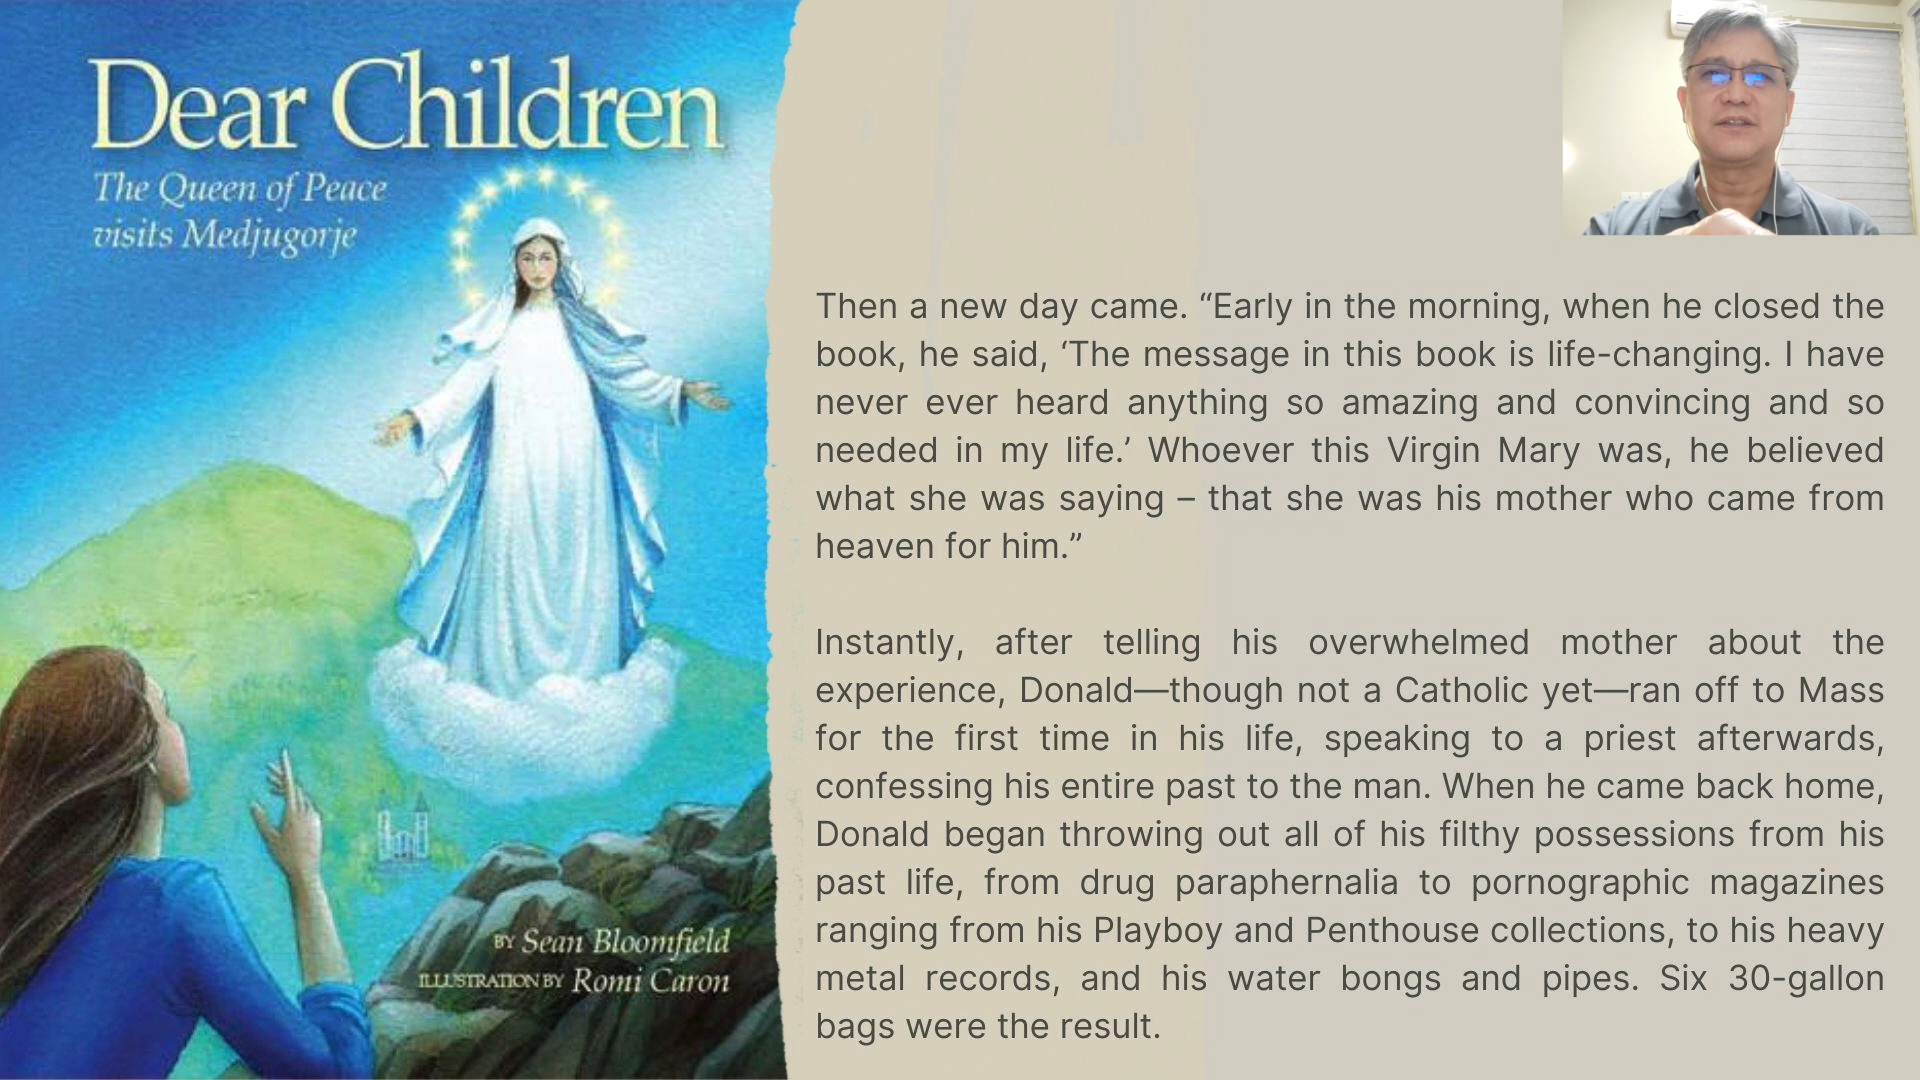 Dear Children
The Queen of Peace
visits Medjugorje
BY Sean Bloomfield
ILLUSTRATION BY Romi Caron
Then a new day came. “Early in the morning, when he closed the
book, he said, ‘The message in this book is life-changing. I have
never ever heard anything so amazing and convincing and so
needed in my life.’ Whoever this Virgin Mary was, he believed
what she was saying – that she was his mother who came from
heaven for him.”
Instantly, after telling his overwhelmed mother about the
experience, Donald—though not a Catholic yet—ran off to Mass
for the first time in his life, speaking to a priest afterwards,
confessing his entire past to the man. When he came back home,
Donald began throwing out all of his filthy possessions from his
past life, from drug paraphernalia to pornographic magazines
ranging from his Playboy and Penthouse collections, to his heavy
metal records, and his water bongs and pipes. Six 30-gallon
bags were the result.